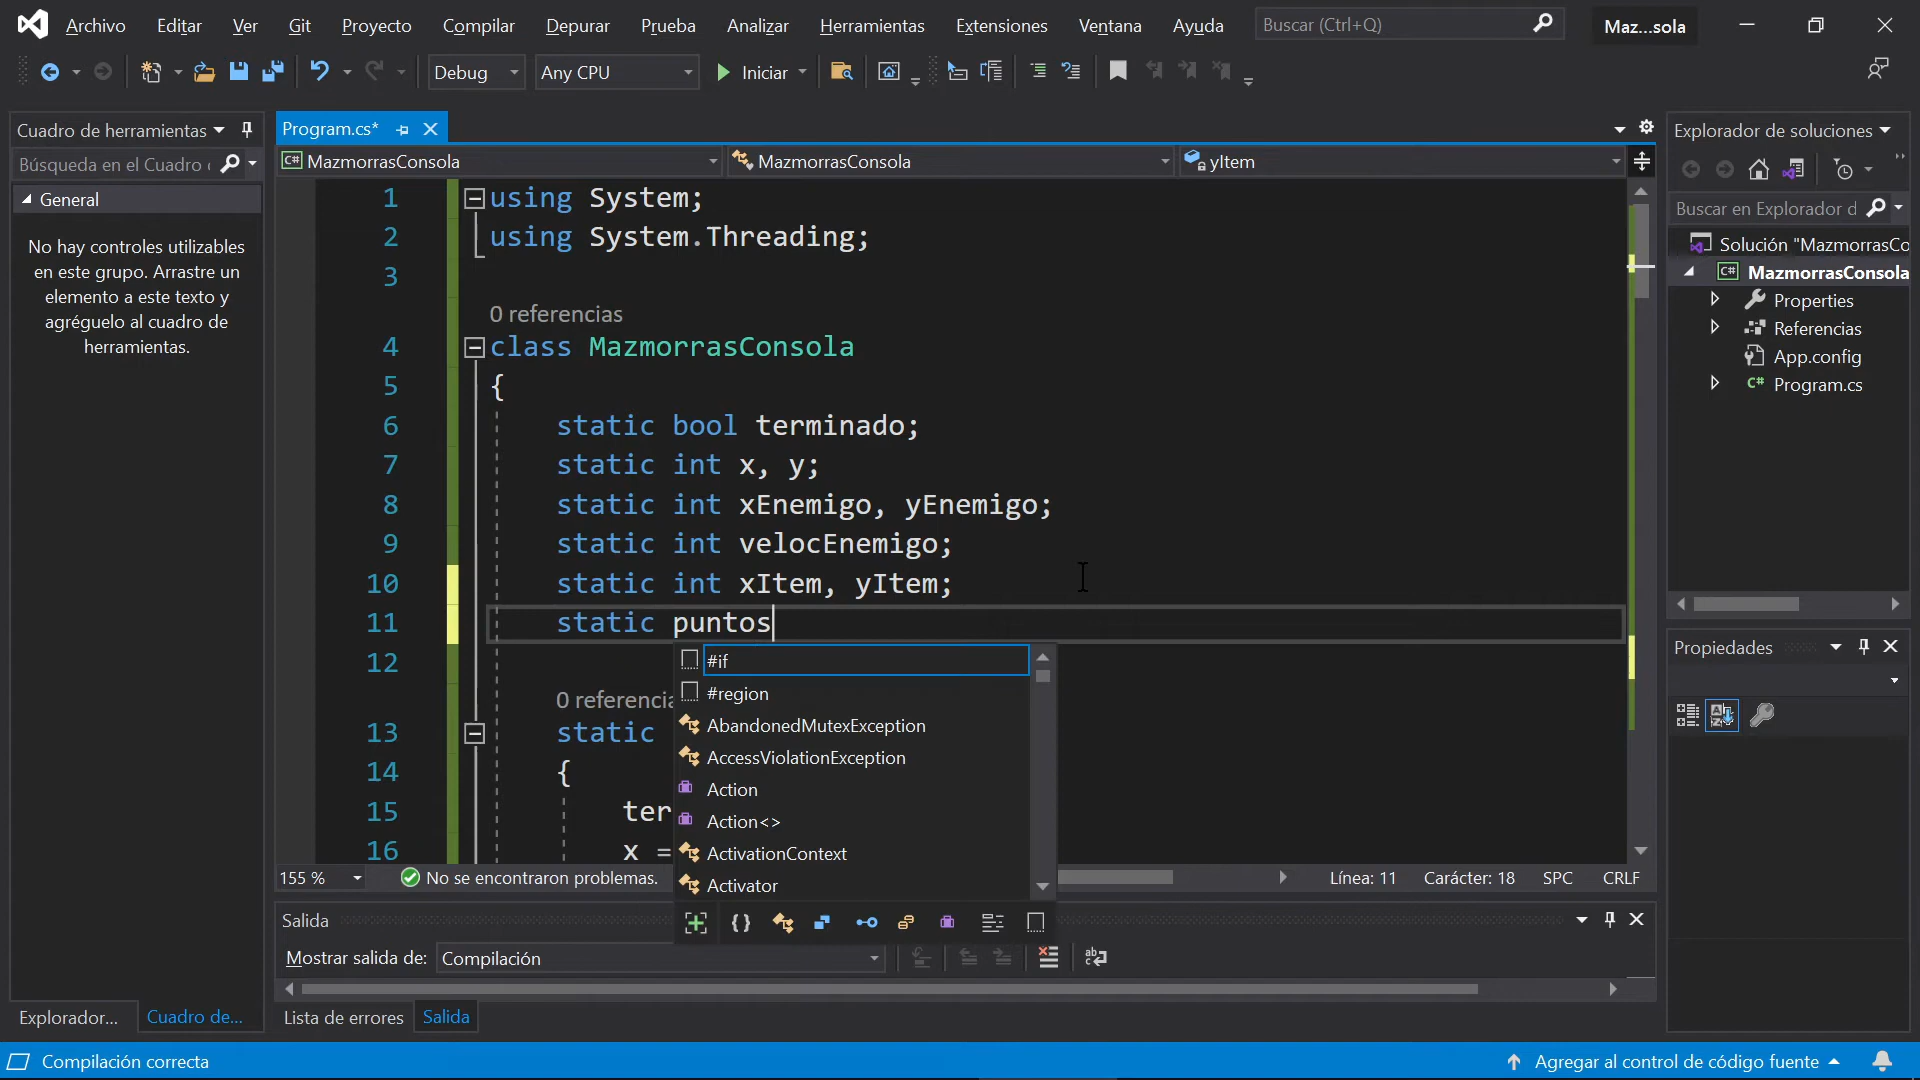 Archivo Editar Ver Git Proyecto Compilar Depurar Prueba Analizar Herramientas Extensiones Ventana Ayuda Buscar (Ctrl+Q) Maz...sola
Debug Any CPU Iniciar
Cuadro de herramientas
Búsqueda en el Cuadro
General
No hay controles utilizables
en este grupo. Arrastre un
elemento a este texto y
agréguelo al cuadro de
herramientas.
Explorador... Cuadro de...
Program.cs*
C# MazmorrasConsola MazmorrasConsola yItem
1 using System;
2 using System.Threading;
3
0 referencias
4 class MazmorrasConsola
5 {
6 static bool terminado;
7 static int x, y;
8 static int xEnemigo, yEnemigo;
9 static int velocEnemigo;
10 static int xItem, yItem;
11 static puntos
12
0 referencia
13 static
14 {
15 ter
16 x =
#if
#region
AbandonedMutexException
AccessViolationException
Action
Action<>
ActivationContext
Activator
155 % No se encontraron problemas. Línea: 11 Carácter: 18 SPC CRLF
Salida
Mostrar salida de: Compilación
Lista de errores Salida
Explorador de soluciones
Buscar en Explorador d
Solución "MazmorrasCo
C# MazmorrasConsola
Properties
Referencias
App.config
C# Program.cs
Propiedades
Compilación correcta Agregar al control de código fuente